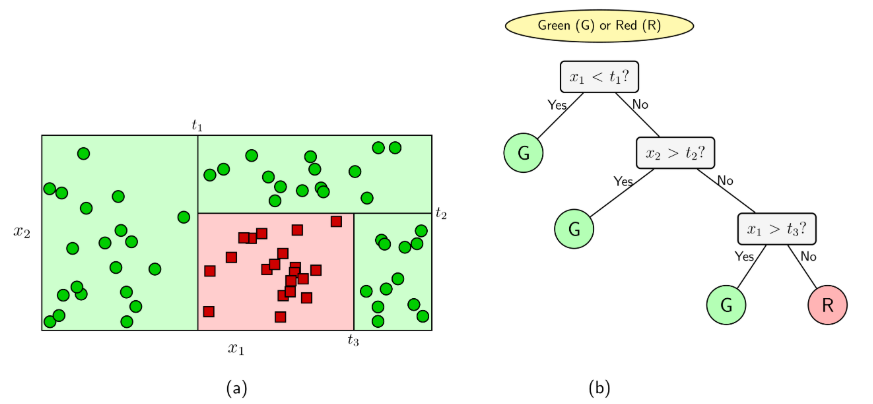 t₁
t₂
x₂
x₁
t₃
(a)
Green (G) or Red (R)
x₁ < t₁?
Yes No
G
x₂ > t₂?
Yes No
G
x₁ > t₃?
Yes No
G R
(b)